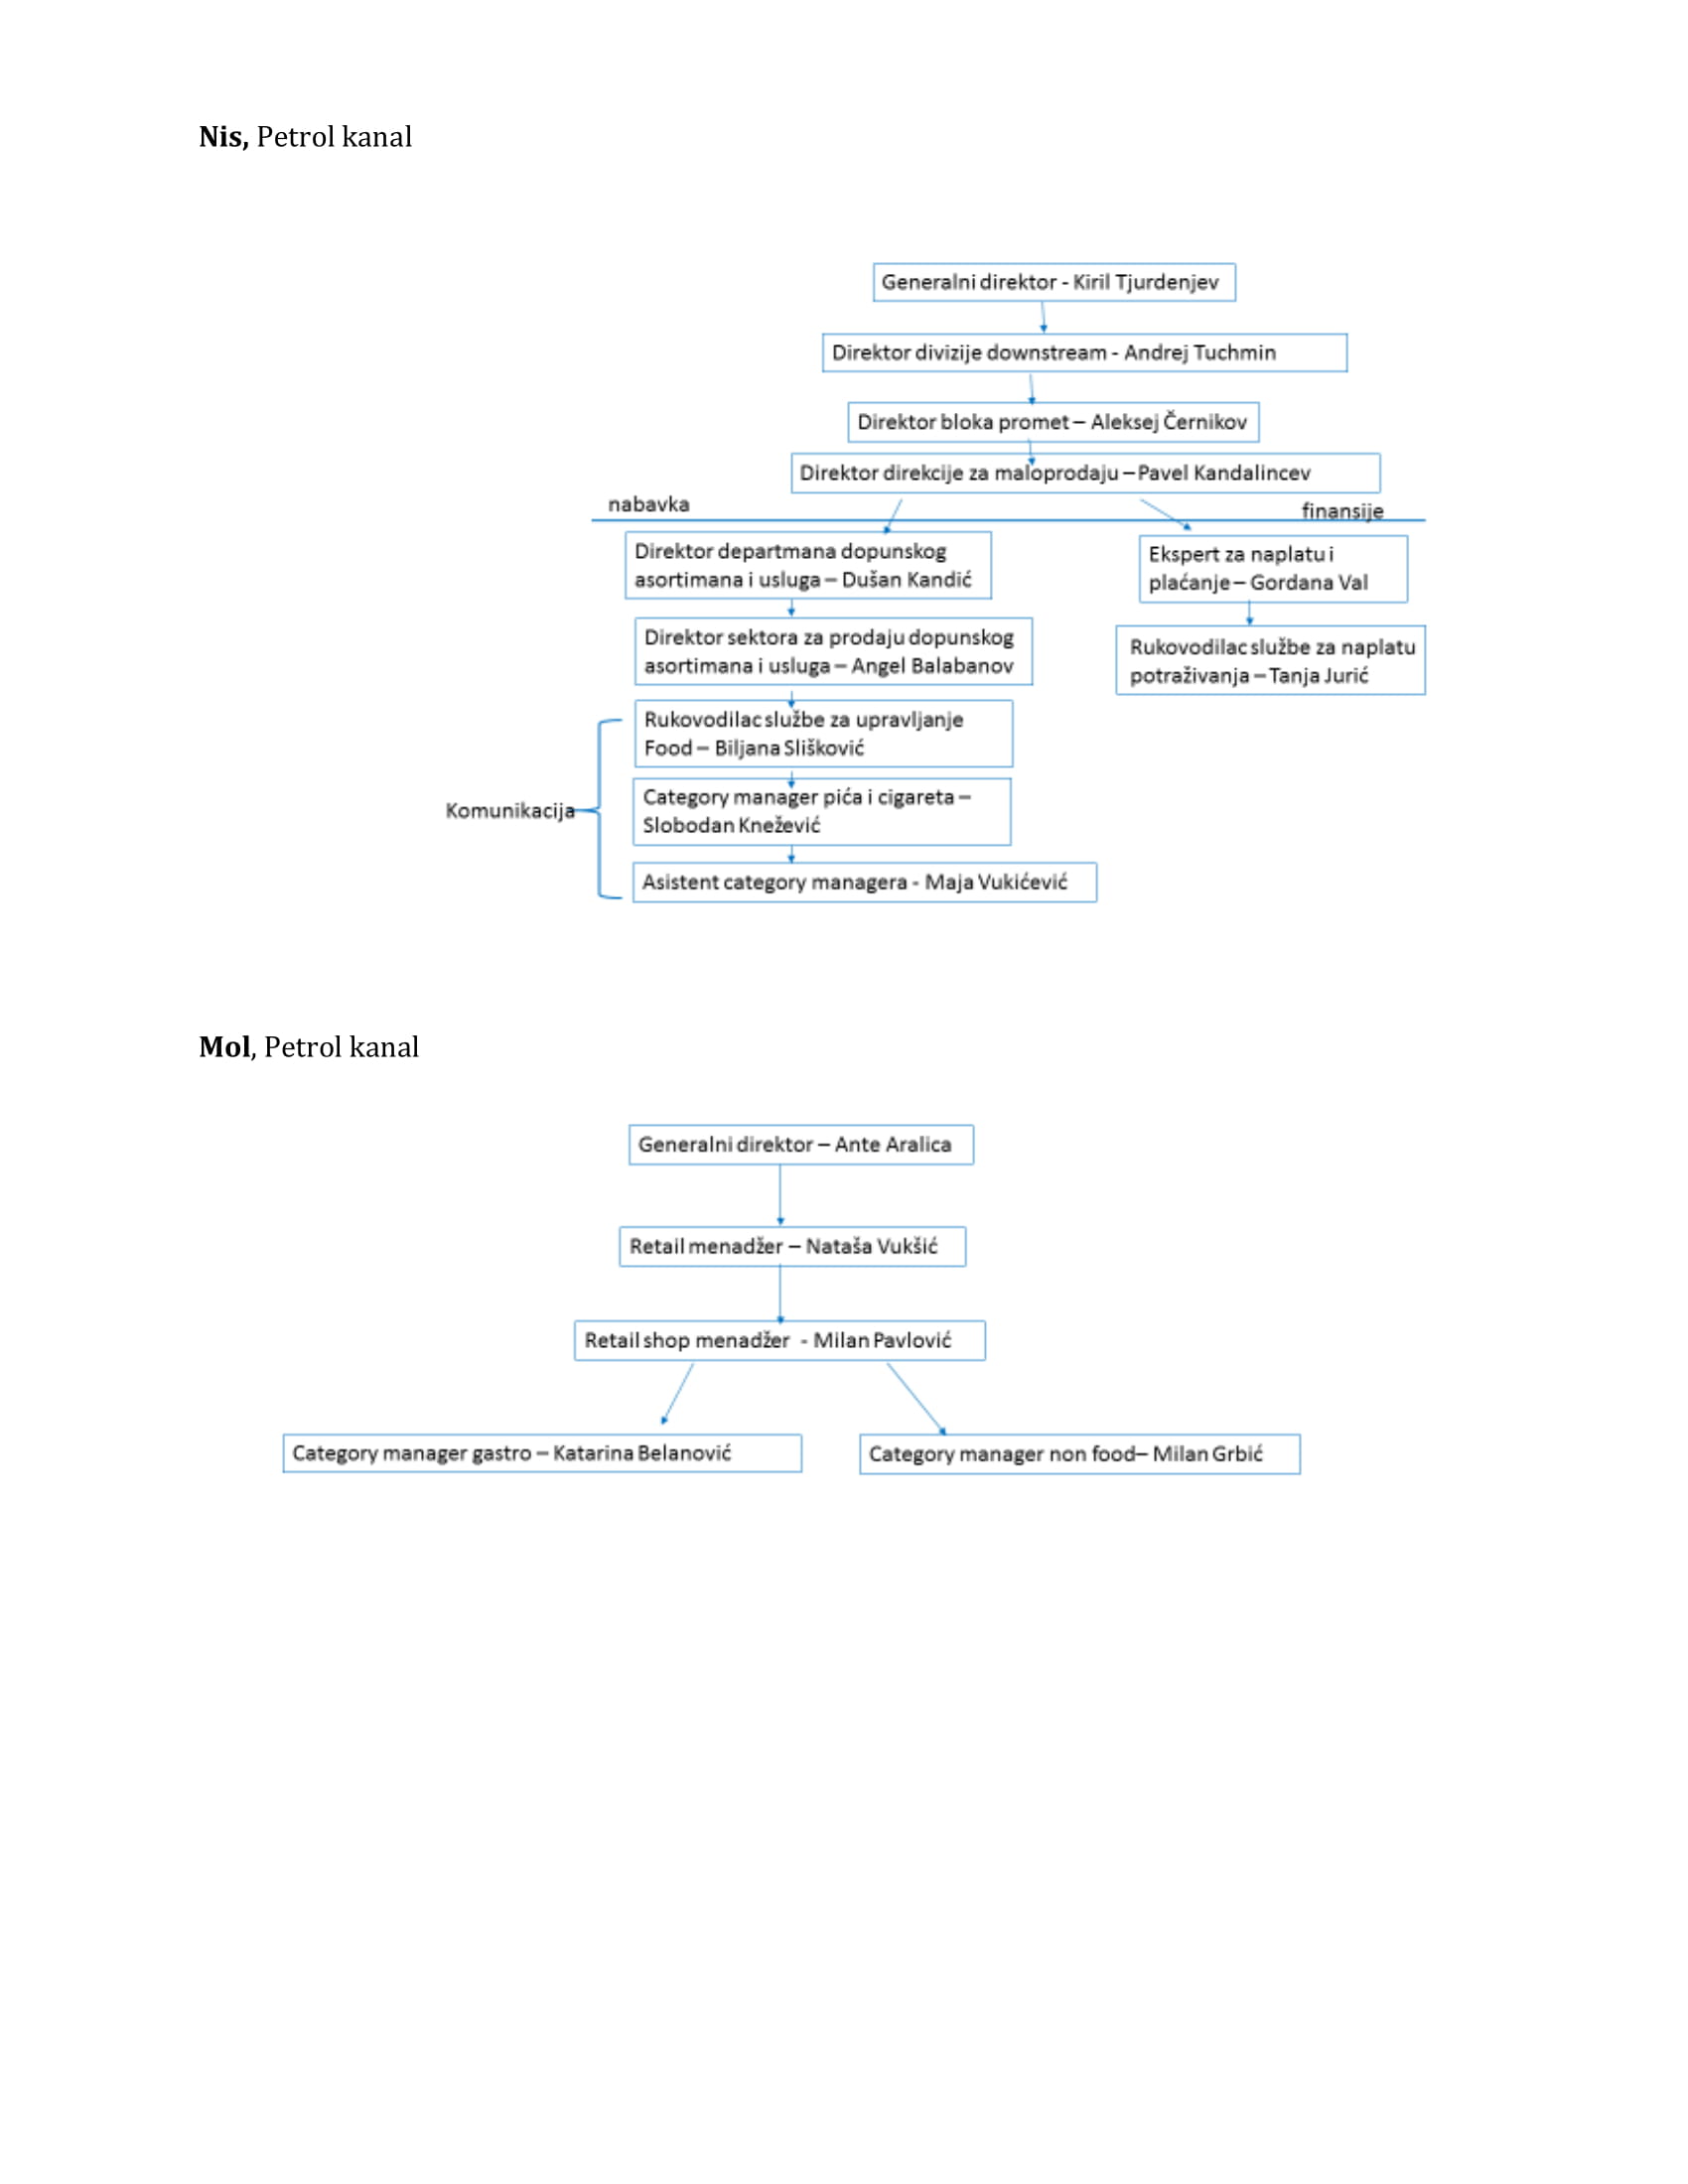 Nis, Petrol kanal
Generalni direktor - Kiril Tjurdenjev
Direktor divizije downstream - Andrej Tuchmin
Direktor bloka promet – Aleksej Černikov
Direktor direkcije za maloprodaju – Pavel Kandalincev
nabavka
finansije
Direktor departmana dopunskog
asortimana i usluga – Dušan Kandić
Ekspert za naplatu i
plaćanje – Gordana Val
Direktor sektora za prodaju dopunskog
asortimana i usluga – Angel Balabanov
Rukovodilac službe za naplatu
potraživanja – Tanja Jurić
Rukovodilac službe za upravljanje
Food – Biljana Slišković
Komunikacija
Category manager pića i cigareta –
Slobodan Knežević
Asistent category managera - Maja Vukićević
Mol, Petrol kanal
Generalni direktor – Ante Aralica
Retail menadžer – Nataša Vukšić
Retail shop menadžer - Milan Pavlović
Category manager gastro – Katarina Belanović
Category manager non food– Milan Grbić